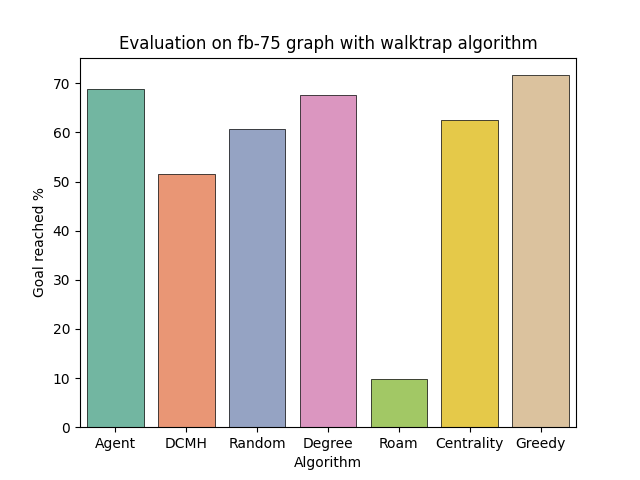 Evaluation on fb-75 graph with walktrap algorithm
Goal reached %
70
60
50
40
30
20
10
0
Agent DCMH Random Degree Roam Centrality Greedy
Algorithm